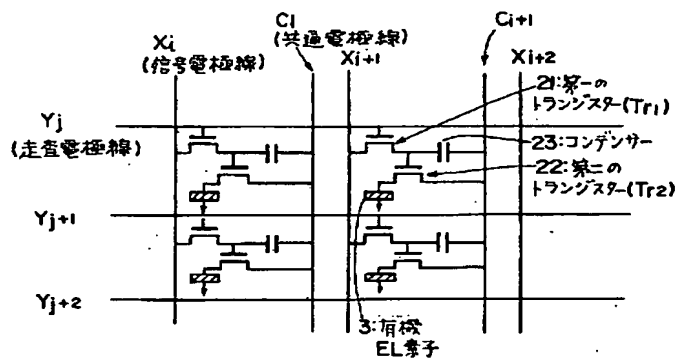 Xi
(信号電極線)
Ci
(共通電極線)
Xi+1
Ci+1
Xi+2
21:第一の
トランジスター(Tr1)
23:コンデンサー
22:第二の
トランジスター(Tr2)
Yj
(走査電極線)
Yj+1
Yj+2
3:有機
EL素子